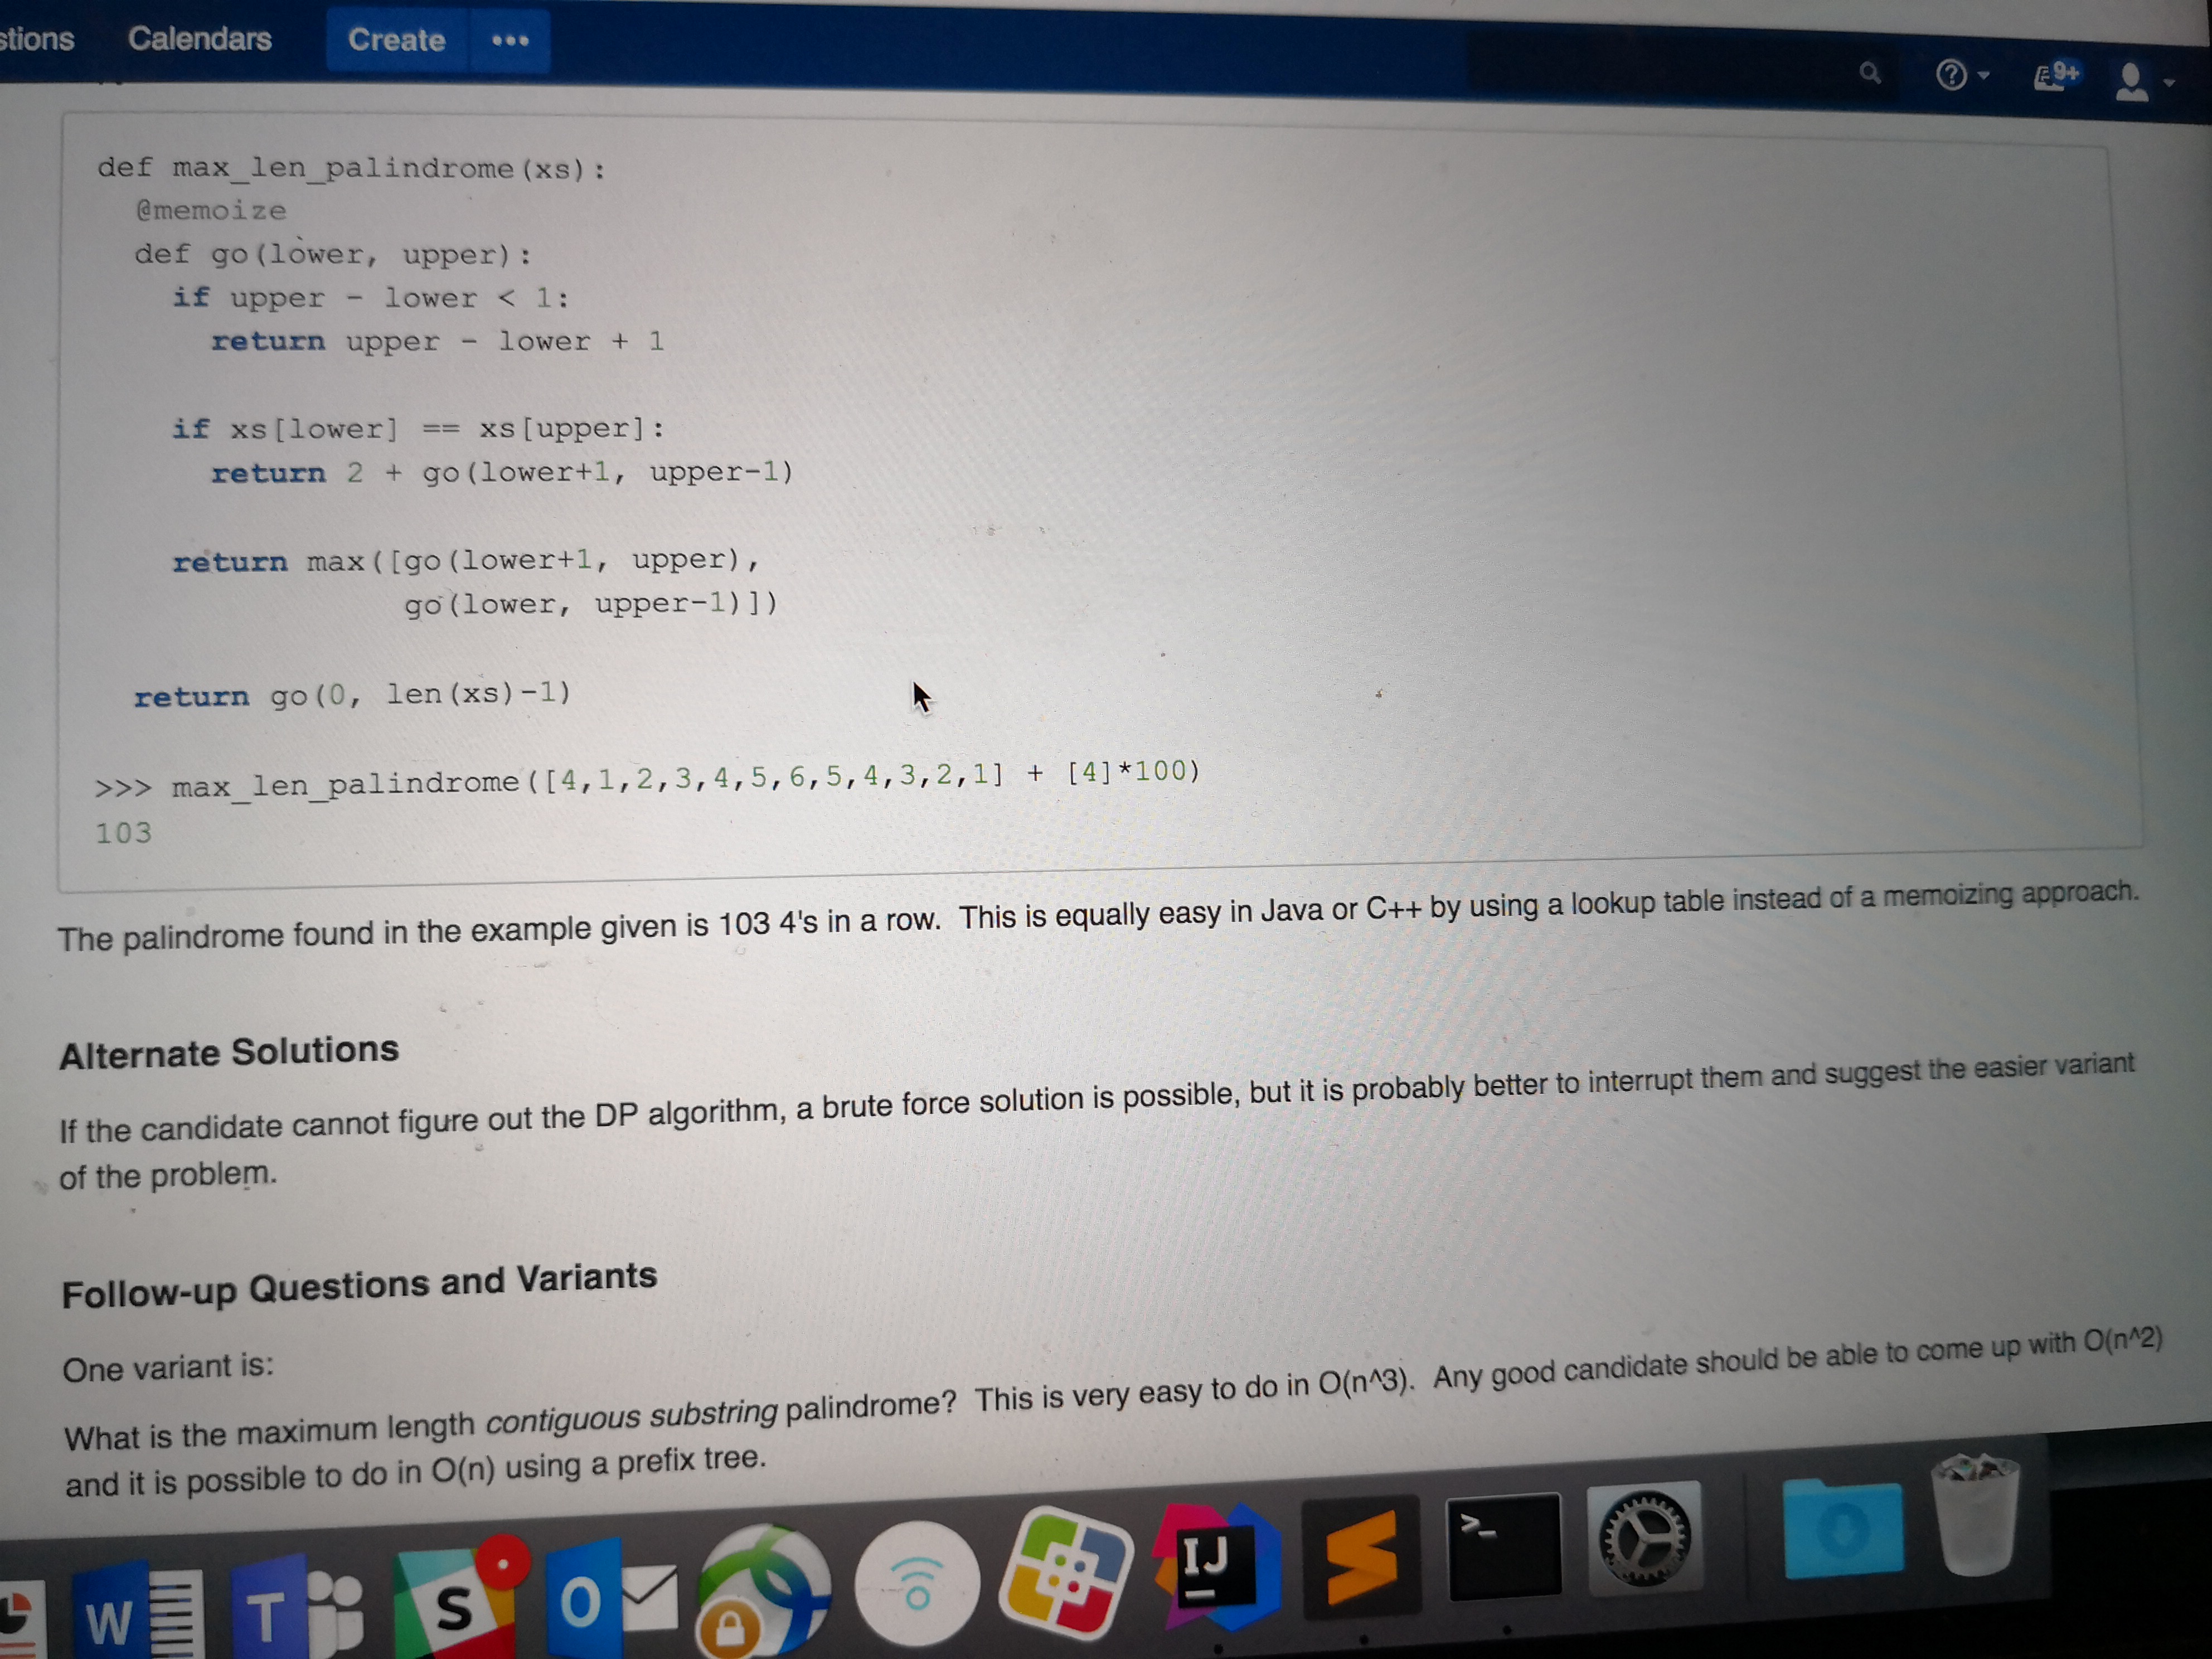 stions Calendars Create •••
9+
def max_len_palindrome(xs):
@memoize
def go(lower, upper):
if upper - lower < 1:
return upper - lower + 1
if xs[lower] == xs[upper]:
return 2 + go(lower+1, upper-1)
return max([go(lower+1, upper),
go(lower, upper-1)])
return go(0, len(xs)-1)
>>> max_len_palindrome([4,1,2,3,4,5,6,5,4,3,2,1] + [4]*100)
103
The palindrome found in the example given is 103 4's in a row. This is equally easy in Java or C++ by using a lookup table instead of a memoizing approach.
Alternate Solutions
If the candidate cannot figure out the DP algorithm, a brute force solution is possible, but it is probably better to interrupt them and suggest the easier variant
of the problem.
Follow-up Questions and Variants
One variant is:
What is the maximum length contiguous substring palindrome? This is very easy to do in O(n^3). Any good candidate should be able to come up with O(n^2)
and it is possible to do in O(n) using a prefix tree.
W T S O IJ >_